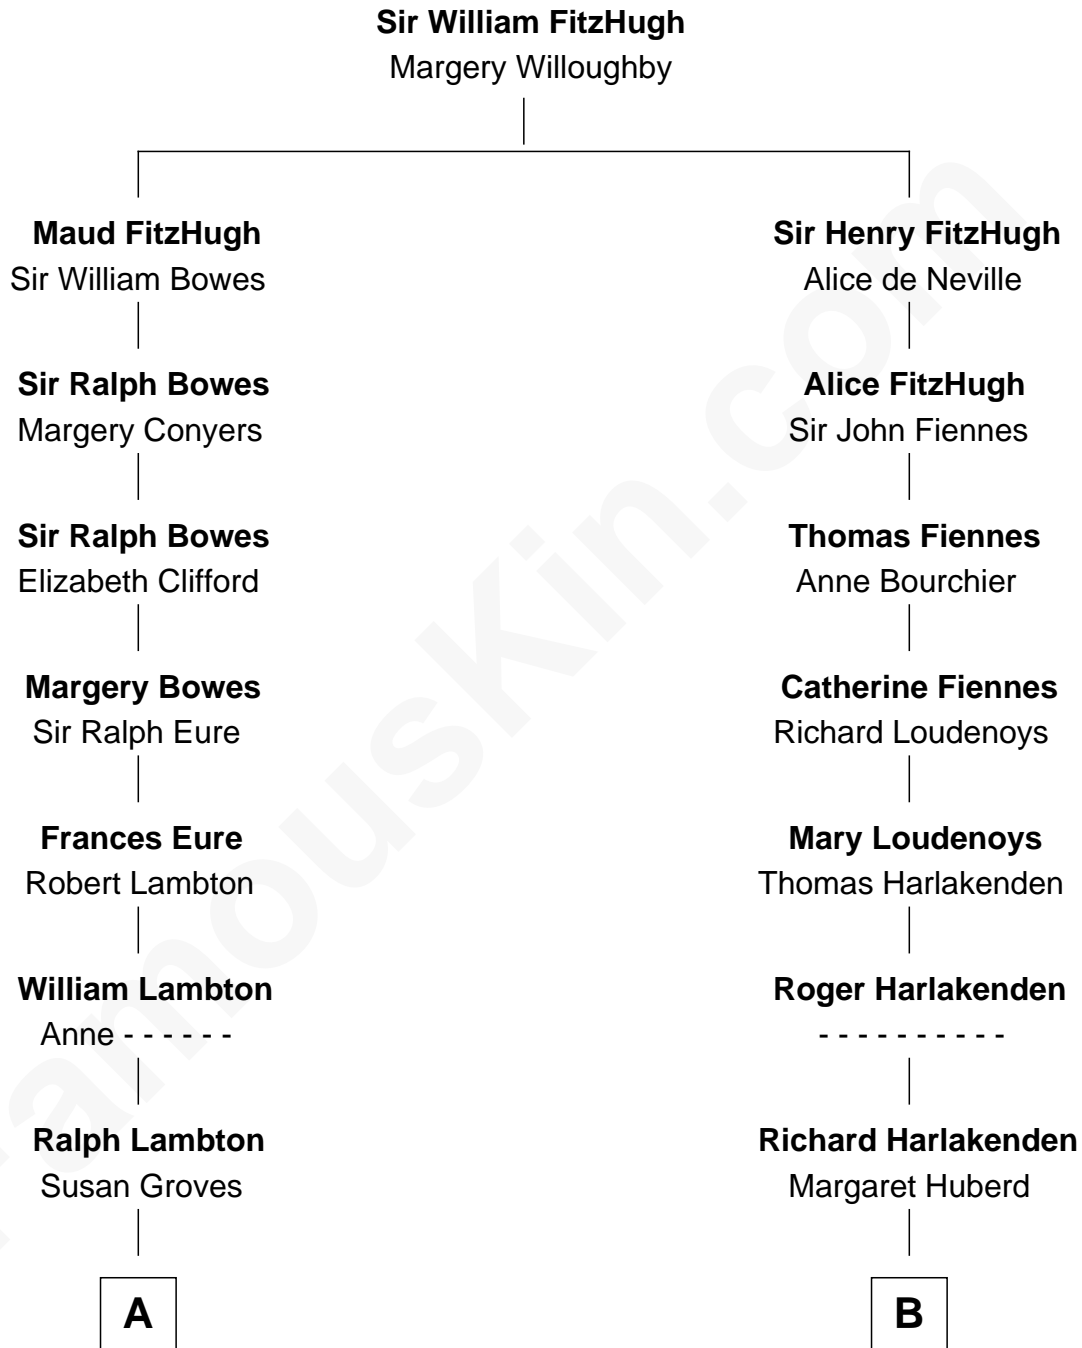 Sir William FitzHugh
Margery Willoughby
Maud FitzHugh
Sir William Bowes
Sir Henry FitzHugh
Alice de Neville
Sir Ralph Bowes
Margery Conyers
Alice FitzHugh
Sir John Fiennes
Sir Ralph Bowes
Elizabeth Clifford
Thomas Fiennes
Anne Bourchier
Margery Bowes
Sir Ralph Eure
Catherine Fiennes
Richard Loudenoys
Frances Eure
Robert Lambton
Mary Loudenoys
Thomas Harlakenden
William Lambton
Anne - - - - - -
Roger Harlakenden
- - - - - - - - - -
Ralph Lambton
Susan Groves
Richard Harlakenden
Margaret Huberd
A
B
FamousKin.com